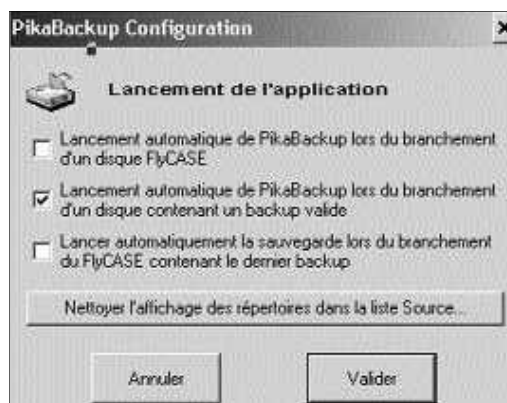 PikaBackup Configuration
Lancement de l'application
Lancement automatique de PikaBackup lors du branchement
d'un disque FlyCASE
Lancement automatique de PikaBackup lors du branchement
d'un disque contenant un backup valide
Lancer automatiquement la sauvegarde lors du branchement
du FlyCASE contenant le dernier backup
Nettoyer l'affichage des répertoires dans la liste Source...
Annuler
Valider